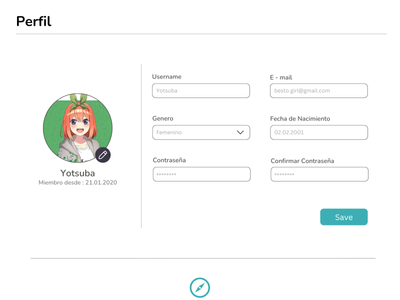 Perfil
Username
E - mail
Yotsuba
besto.girl@gmail.com
Genero
Fecha de Nacimiento
Femenino
02.02.2001
Yotsuba
Miembro desde : 21.01.2020
Contraseña
Confirmar Contraseña
********
********
Save